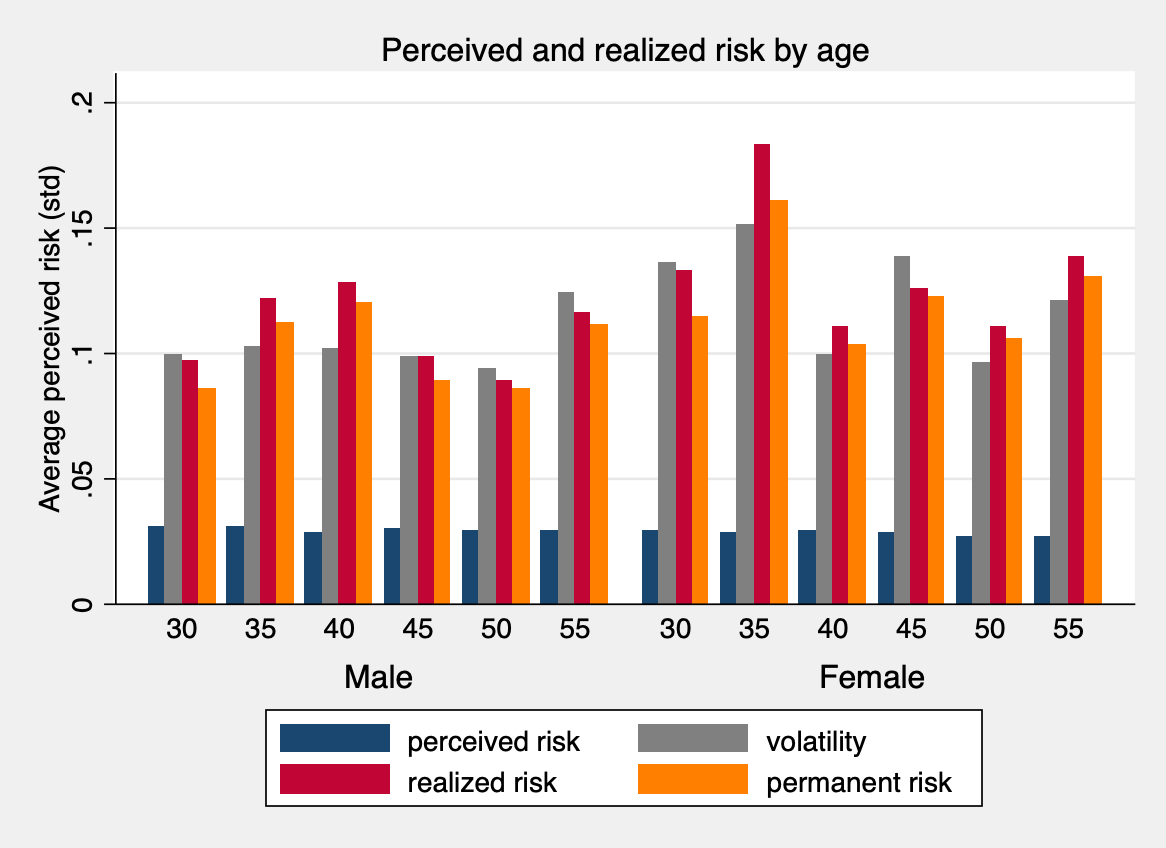 Perceived and realized risk by age
Average perceived risk (std)
.2
.15
.1
.05
0
30 35 40 45 50 55 30 35 40 45 50 55
Male Female
perceived risk volatility
realized risk permanent risk